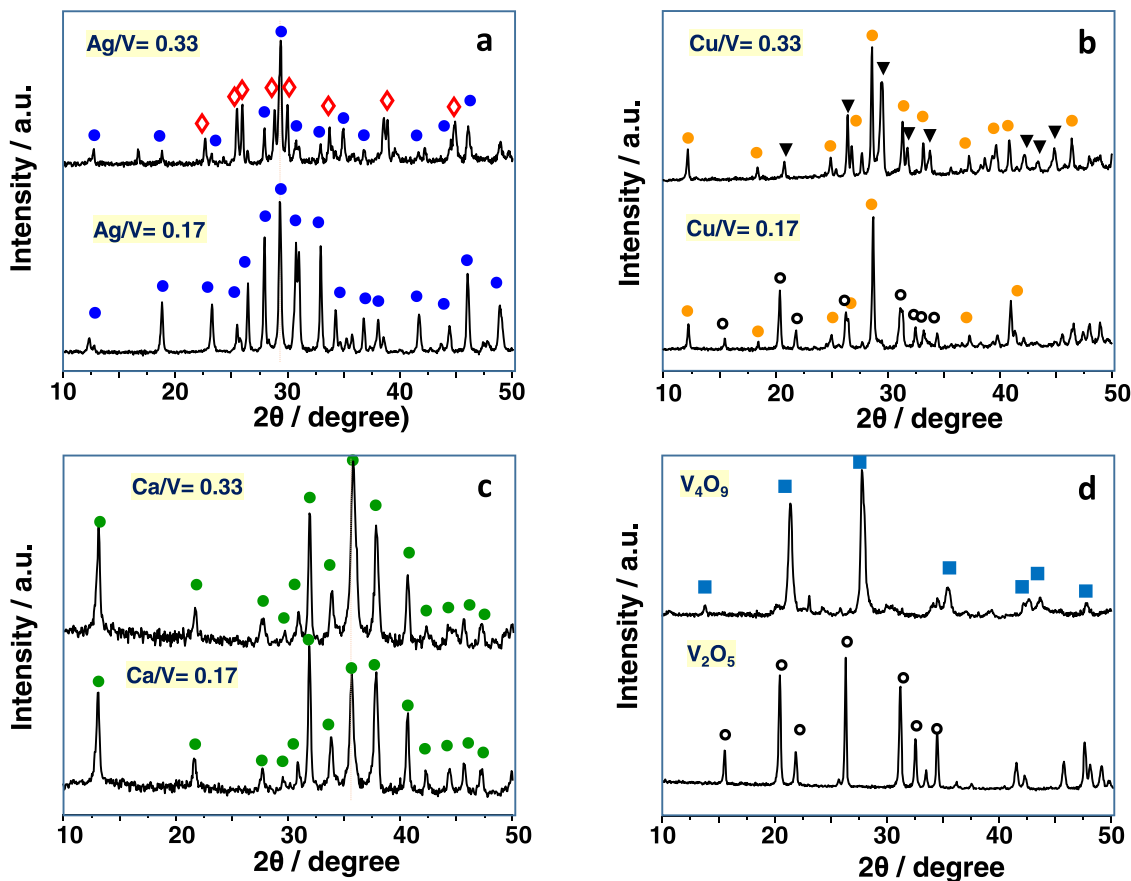 a
Ag/V= 0.33
Ag/V= 0.17
Intensity / a.u.
10 20 30 40 50
2θ / degree)
b
Cu/V= 0.33
Cu/V= 0.17
Intensity / a.u.
10 20 30 40 50
2θ / degree
c
Ca/V= 0.33
Ca/V= 0.17
Intensity / a.u.
10 20 30 40 50
2θ / degree
d
V₄O₉
V₂O₅
Intensity / a.u.
10 20 30 40 50
2θ / degree